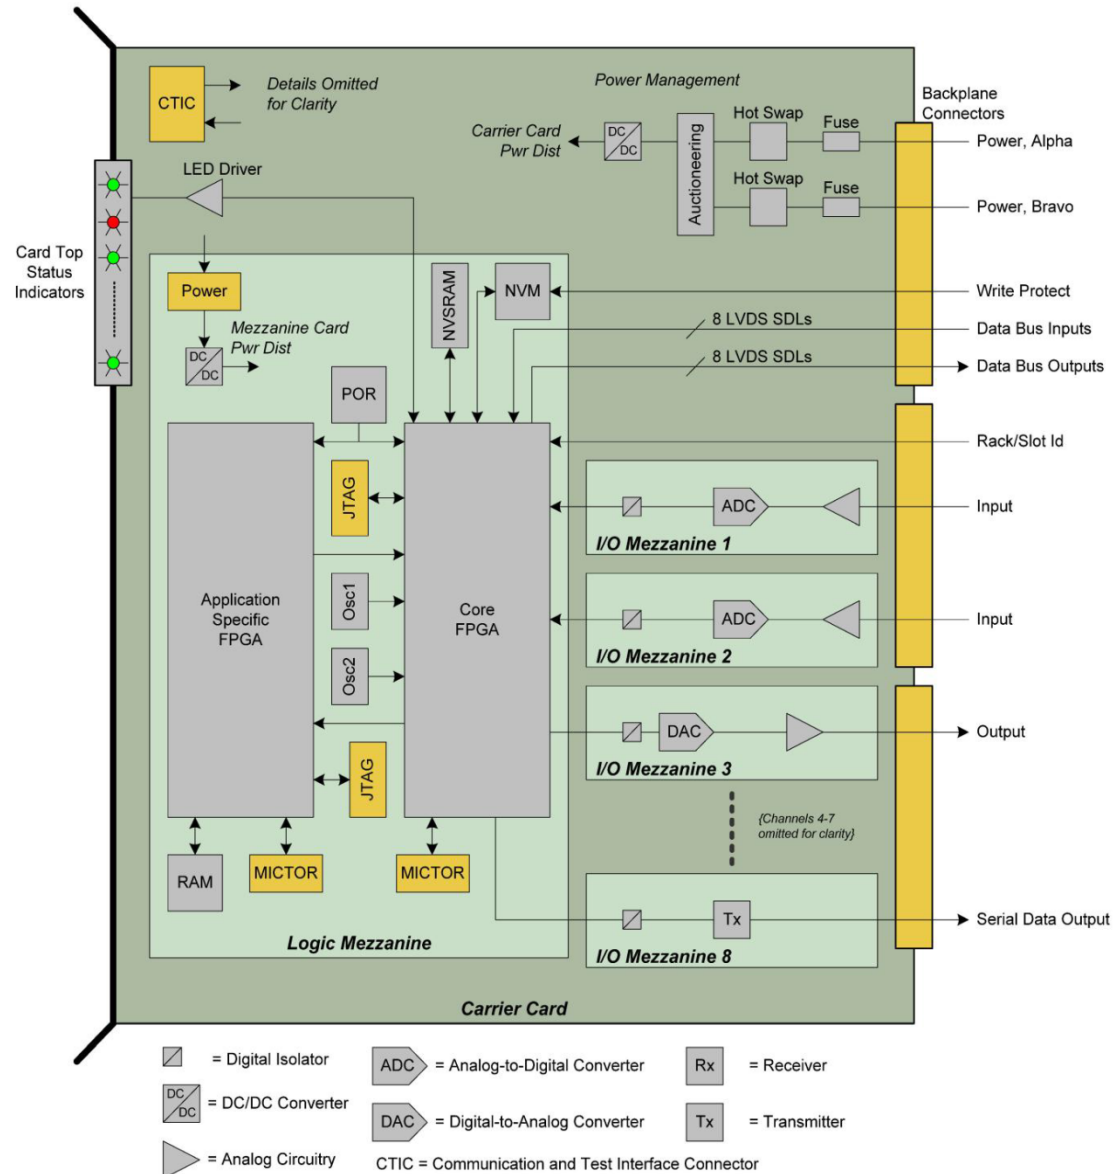 CTIC
Details Omitted
for Clarity
Power Management
Backplane
Connectors
Carrier Card
Pwr Dist
DC
DC
Auctioneering
Hot Swap
Fuse
Power, Alpha
Hot Swap
Fuse
Power, Bravo
LED Driver
Card Top
Status
Indicators
Power
Mezzanine Card
Pwr Dist
DC
DC
NVSRAM
NVM
Write Protect
8 LVDS SDLs
Data Bus Inputs
8 LVDS SDLs
Data Bus Outputs
POR
Rack/Slot Id
JTAG
ADC
Input
I/O Mezzanine 1
Application
Specific
FPGA
Osc1
Core
FPGA
Osc2
ADC
Input
I/O Mezzanine 2
DAC
Output
I/O Mezzanine 3
JTAG
{Channels 4-7
omitted for clarity}
RAM
MICTOR
MICTOR
Tx
Serial Data Output
I/O Mezzanine 8
Logic Mezzanine
Carrier Card
= Digital Isolator
ADC = Analog-to-Digital Converter
Rx = Receiver
DC
DC = DC/DC Converter
DAC = Digital-to-Analog Converter
Tx = Transmitter
= Analog Circuitry
CTIC = Communication and Test Interface Connector